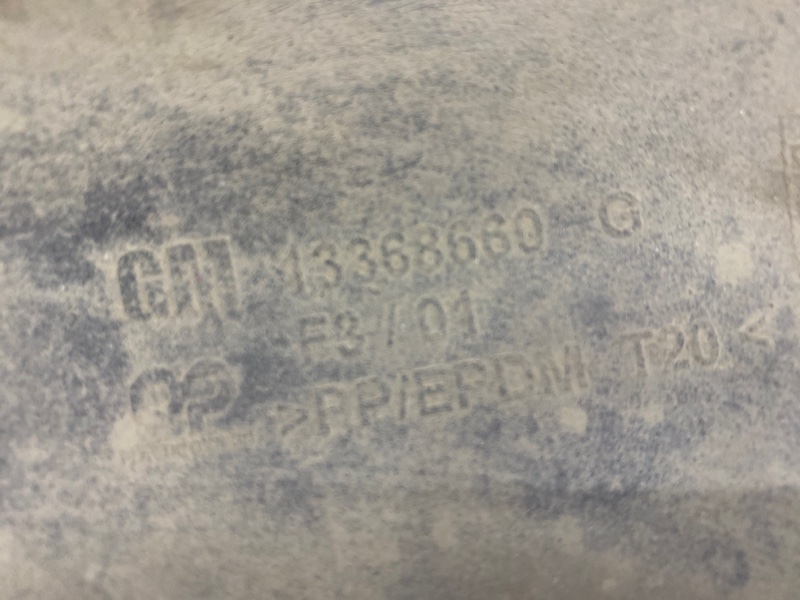 GM 13368660 G
F3 / 01
>PP/EPDM T20<